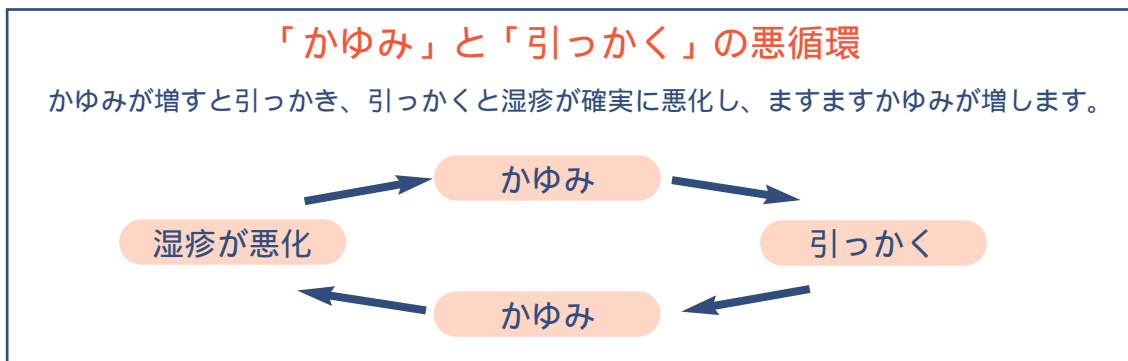 「かゆみ」と「引っかく」の悪循環
かゆみが増すと引っかき、引っかくと湿疹が確実に悪化し、ますますかゆみが増します。
かゆみ
湿疹が悪化
引っかく
かゆみ